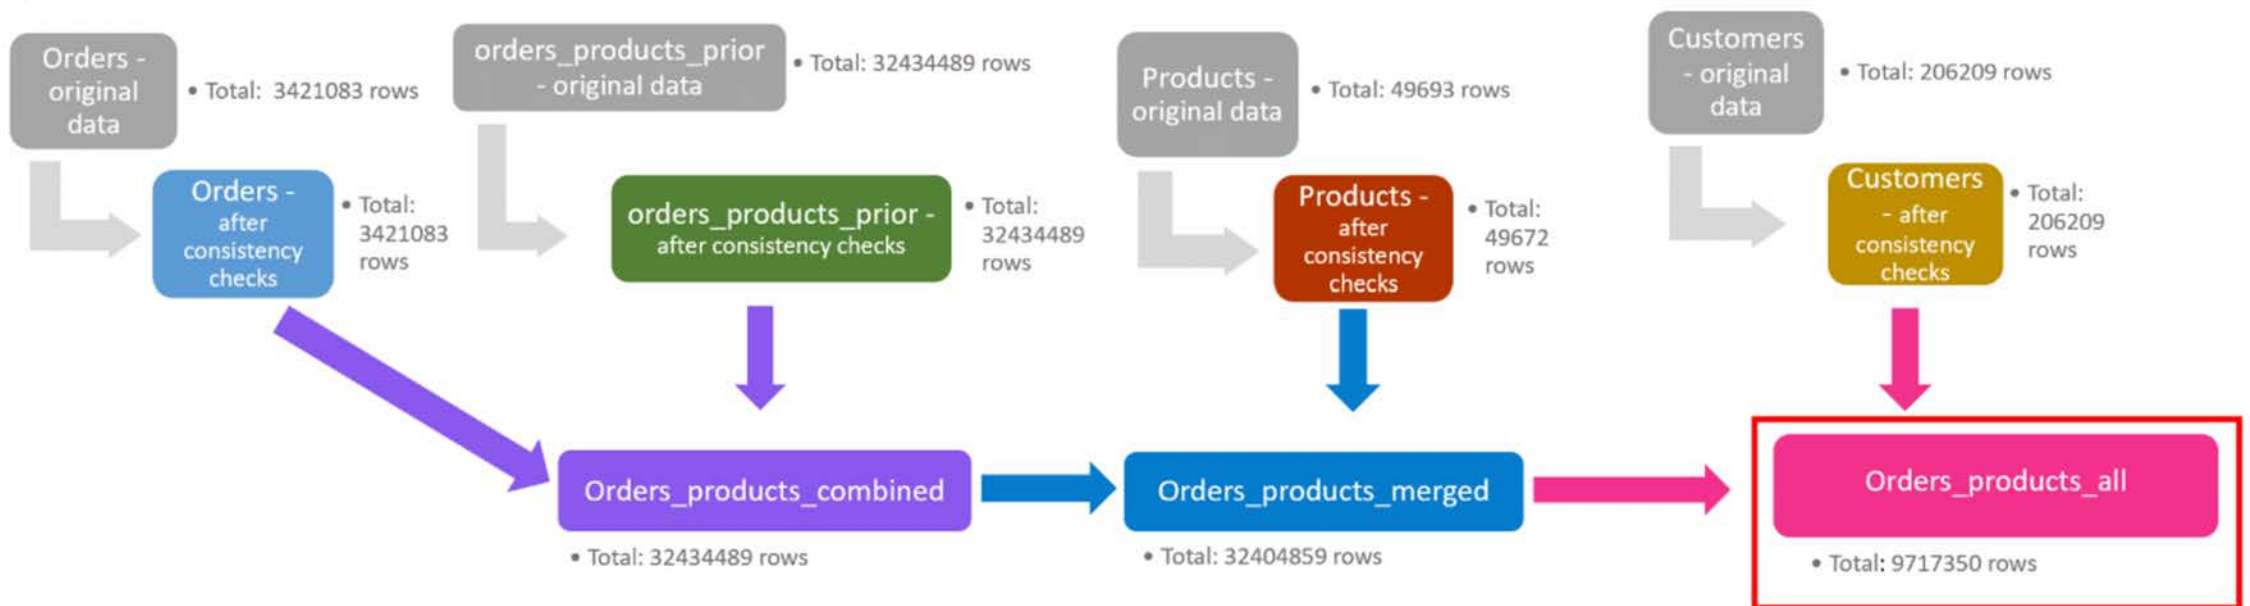 Orders -
original
data
• Total: 3421083 rows
orders_products_prior
- original data
• Total: 32434489 rows
Products -
original data
• Total: 49693 rows
Customers
- original
data
• Total: 206209 rows
Orders -
after
consistency
checks
• Total:
3421083
rows
orders_products_prior -
after consistency checks
• Total:
32434489
rows
Products -
after
consistency
checks
• Total:
49672
rows
Customers
- after
consistency
checks
• Total:
206209
rows
Orders_products_combined
• Total: 32434489 rows
Orders_products_merged
• Total: 32404859 rows
Orders_products_all
• Total: 9717350 rows